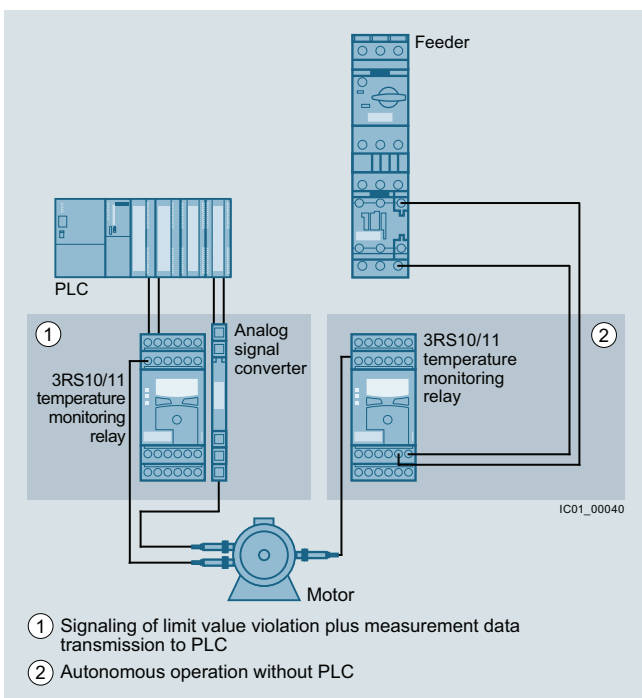 Feeder
PLC
1
Analog
signal
converter
3RS10/11
temperature
monitoring
relay
3RS10/11
temperature
monitoring
relay
2
IC01_00040
Motor
1 Signaling of limit value violation plus measurement data
transmission to PLC
2 Autonomous operation without PLC